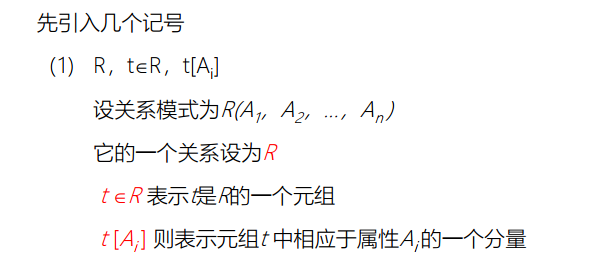 先引入几个记号
(1) R，t∈R，t[Aᵢ]
设关系模式为R(A₁，A₂，…，Aₙ)
它的一个关系设为R
t∈R表示t是R的一个元组
t[Aᵢ] 则表示元组t中相应于属性Aᵢ的一个分量